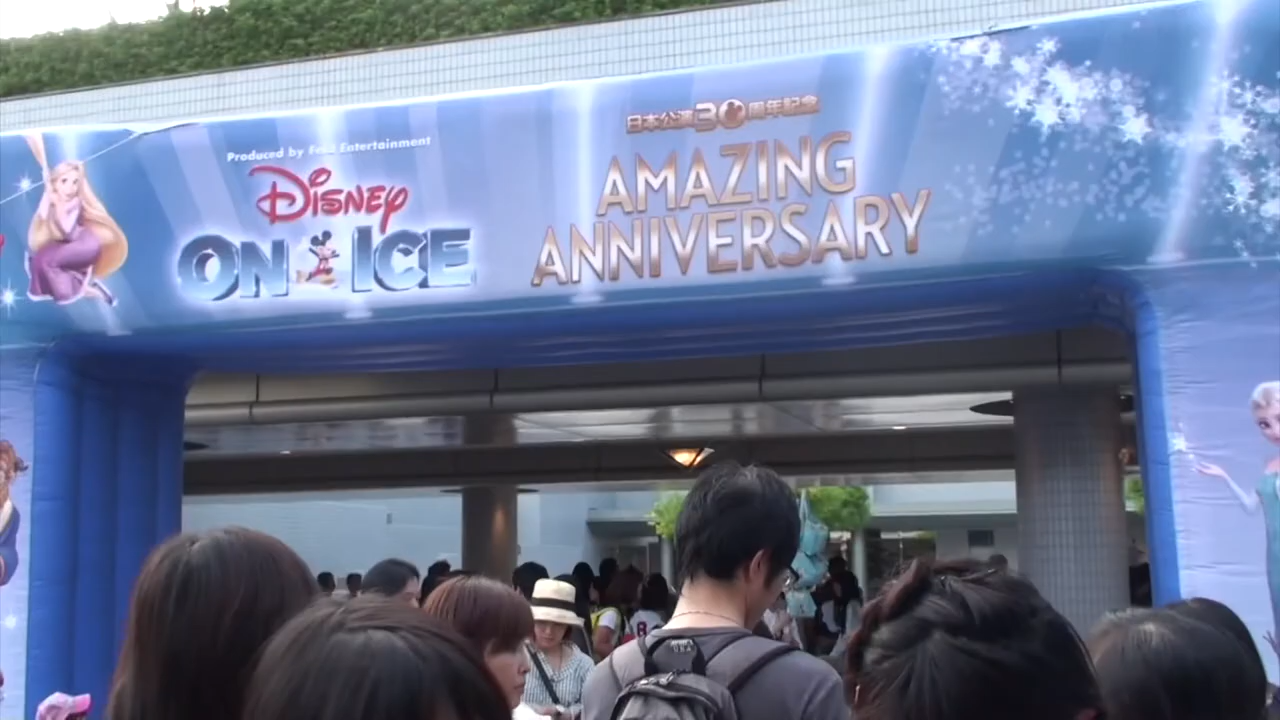 Produced by Feld Entertainment
Disney
ON ICE
日本公演30周年記念
AMAZING
ANNIVERSARY